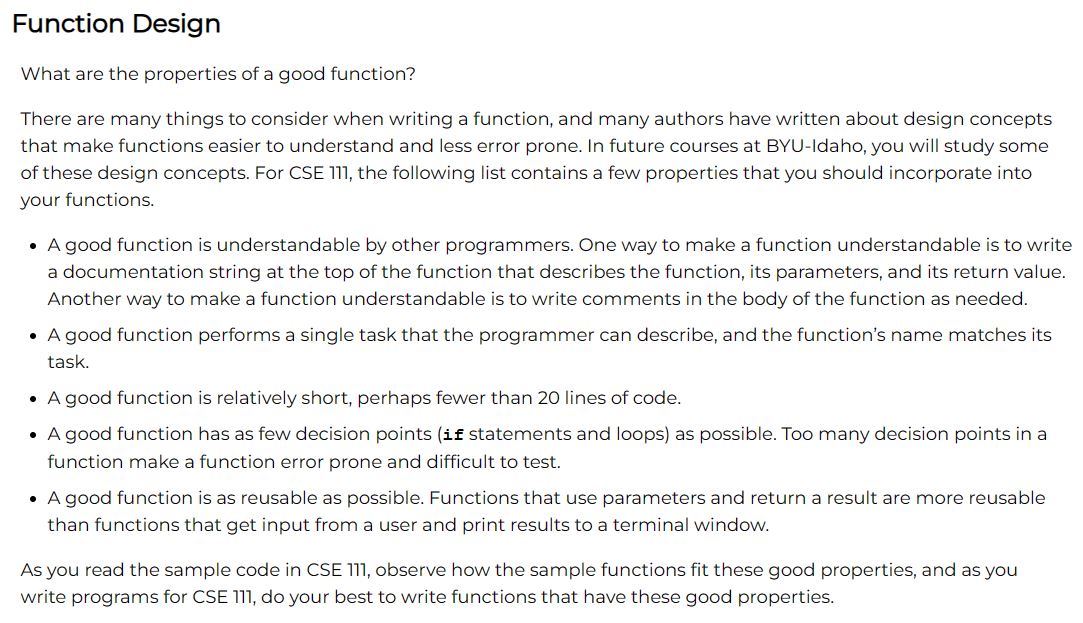 Function Design
What are the properties of a good function?
There are many things to consider when writing a function, and many authors have written about design concepts
that make functions easier to understand and less error prone. In future courses at BYU-Idaho, you will study some
of these design concepts. For CSE 111, the following list contains a few properties that you should incorporate into
your functions.
• A good function is understandable by other programmers. One way to make a function understandable is to write
a documentation string at the top of the function that describes the function, its parameters, and its return value.
Another way to make a function understandable is to write comments in the body of the function as needed.
• A good function performs a single task that the programmer can describe, and the function’s name matches its
task.
• A good function is relatively short, perhaps fewer than 20 lines of code.
• A good function has as few decision points (if statements and loops) as possible. Too many decision points in a
function make a function error prone and difficult to test.
• A good function is as reusable as possible. Functions that use parameters and return a result are more reusable
than functions that get input from a user and print results to a terminal window.
As you read the sample code in CSE 111, observe how the sample functions fit these good properties, and as you
write programs for CSE 111, do your best to write functions that have these good properties.